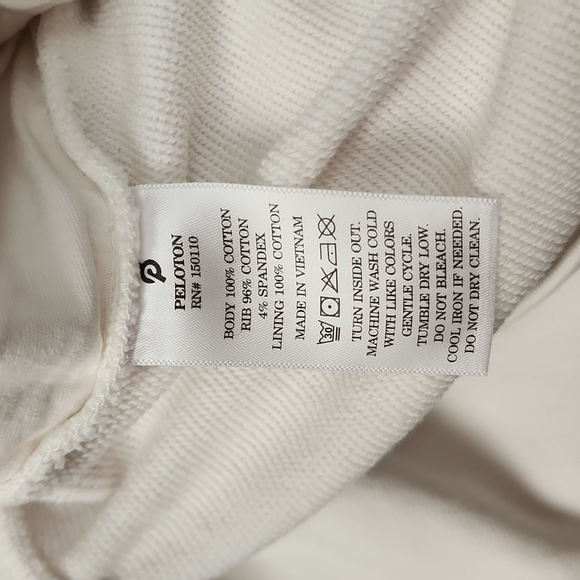 PELOTON
RN# 150110
BODY 100% COTTON
RIB 96% COTTON
4% SPANDEX
LINING 100% COTTON
MADE IN VIETNAM
TURN INSIDE OUT.
MACHINE WASH COLD
WITH LIKE COLORS
GENTLE CYCLE.
TUMBLE DRY LOW.
DO NOT BLEACH.
COOL IRON IF NEEDED.
DO NOT DRY CLEAN.